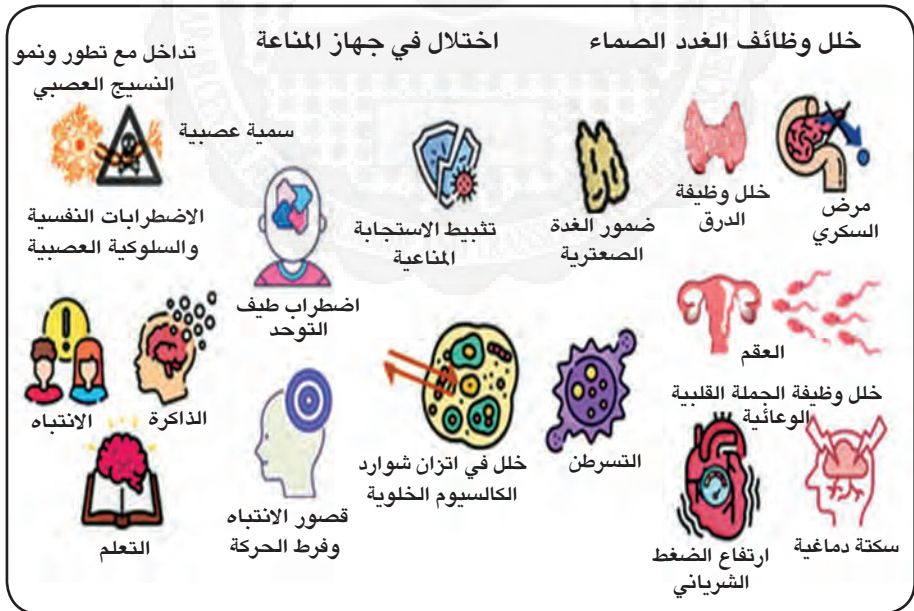 خلل وظائف الغدد الصماء
اختلال في جهاز المناعة
تداخل مع تطور ونمو
النسيج العصبي
مرض
السكري
خلل وظيفة
الدرق
ضمور الغدة
الصعترية
تثبيط الاستجابة
المناعية
سمية عصبية
الاضطرابات النفسية
والسلوكية العصبية
اضطراب طيف
التوحد
العقم
خلل وظيفة الجملة القلبية
الوعائية
التسرطن
خلل في اتزان شوارد
الكالسيوم الخلوية
الذاكرة
الانتباه
قصور الانتباه
وفرط الحركة
التعلم
سكتة دماغية
ارتفاع الضغط
الشرياني